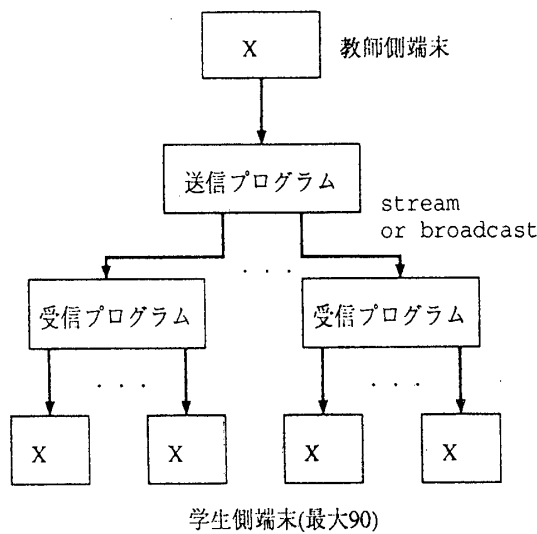 X 教師側端末
送信プログラム
stream
or broadcast
. . .
受信プログラム 受信プログラム
. . . . . .
X X X X
学生側端末(最大90)